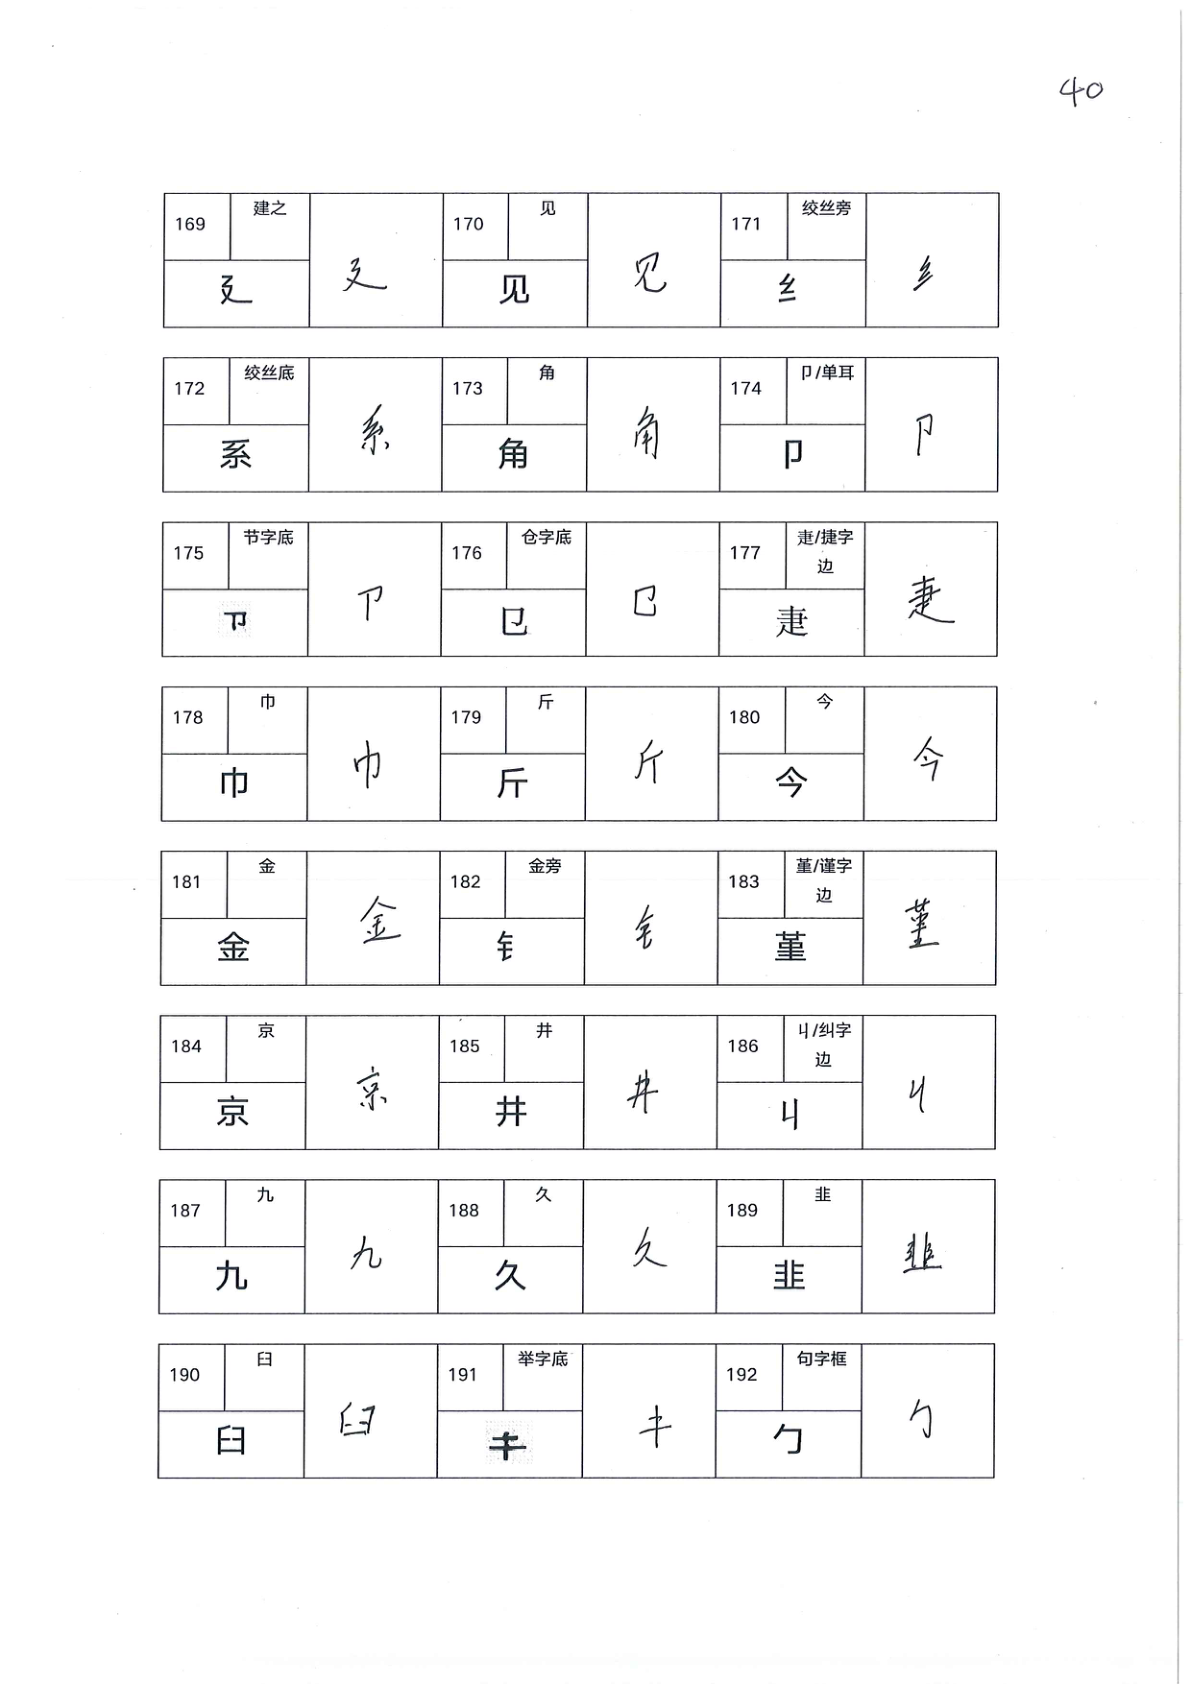 40
169 建之 廴 廴 170 见 见 见 171 绞丝旁 纟 纟
172 绞丝底 系 系 173 角 角 角 174 卩/单耳 卩 卩
175 节字底 𫝀 𫝀 176 仓字底 㔾 㔾 177 疌/捷字边 疌 疌
178 巾 巾 巾 179 斤 斤 斤 180 今 今 今
181 金 金 金 182 金旁 钅 钅 183 堇/谨字边 堇 堇
184 京 京 京 185 井 井 井 186 丩/纠字边 丩 丩
187 九 九 九 188 久 久 久 189 韭 韭 韭
190 臼 臼 臼 191 举字底 192 句字框 勹 勹